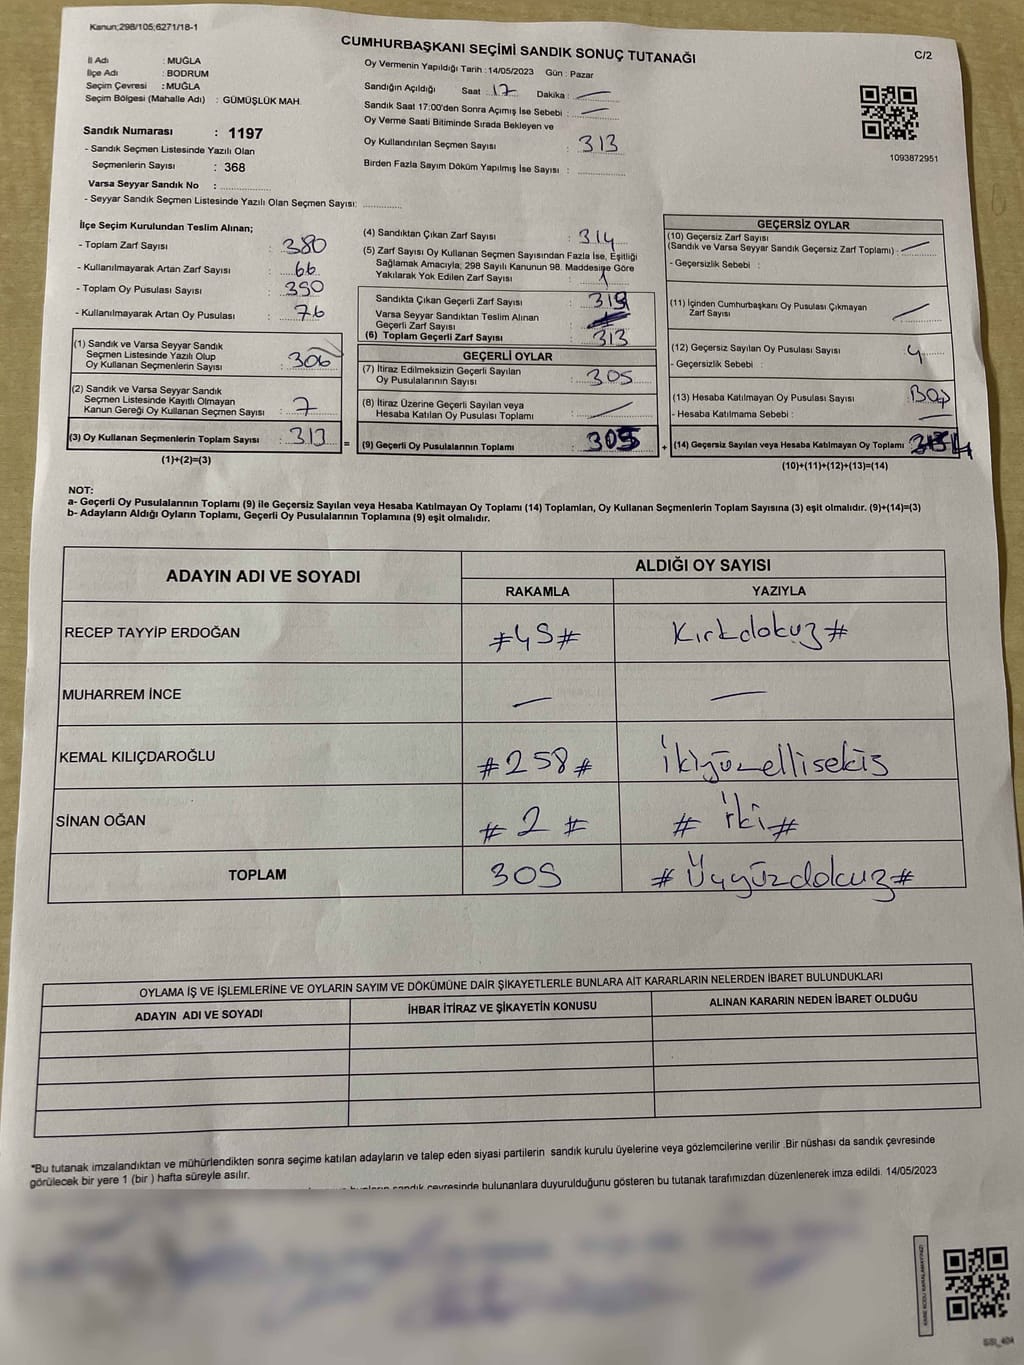 Kanun;298/105;6271/18-1
CUMHURBAŞKANI SEÇİMİ SANDIK SONUÇ TUTANAĞI
C/2
İl Adı : MUĞLA
İlçe Adı : BODRUM
Seçim Çevresi : MUĞLA
Seçim Bölgesi (Mahalle Adı) : GÜMÜŞLÜK MAH.
Sandık Numarası : 1197
- Sandık Seçmen Listesinde Yazılı Olan
Seçmenlerin Sayısı : 368
Varsa Seyyar Sandık No :
- Seyyar Sandık Seçmen Listesinde Yazılı Olan Seçmen Sayısı:
Oy Vermenin Yapıldığı Tarih : 14/05/2023 Gün : Pazar
Sandığın Açıldığı Saat : 17 Dakika : —
Sandık Saat 17:00'den Sonra Açımış İse Sebebi : —
Oy Verme Saati Bitiminde Sırada Bekleyen ve
Oy Kullandırılan Seçmen Sayısı : 313
Birden Fazla Sayım Döküm Yapılmış İse Sayısı :
1093872951
İlçe Seçim Kurulundan Teslim Alınan;
- Toplam Zarf Sayısı : 380
- Kullanılmayarak Artan Zarf Sayısı : 66
- Toplam Oy Pusulası Sayısı : 390
- Kullanılmayarak Artan Oy Pusulası : 76
(1) Sandık ve Varsa Seyyar Sandık
Seçmen Listesinde Yazılı Olup
Oy Kullanan Seçmenlerin Sayısı : 306
(2) Sandık ve Varsa Seyyar Sandık
Seçmen Listesinde Kayıtlı Olmayan
Kanun Gereği Oy Kullanan Seçmen Sayısı : 7
(3) Oy Kullanan Seçmenlerin Toplam Sayısı : 313
(1)+(2)=(3)
(4) Sandıktan Çıkan Zarf Sayısı : 314
(5) Zarf Sayısı Oy Kullanan Seçmen Sayısından Fazla İse, Eşitliği
Sağlamak Amacıyla; 298 Sayılı Kanunun 98. Maddesine Göre
Yakılarak Yok Edilen Zarf Sayısı : 1
Sandıkta Çıkan Geçerli Zarf Sayısı :
Varsa Seyyar Sandıktan Teslim Alınan
Geçerli Zarf Sayısı :
(6) Toplam Geçerli Zarf Sayısı : 313
GEÇERLİ OYLAR
(7) İtiraz Edilmeksizin Geçerli Sayılan
Oy Pusulalarının Sayısı : 309
(8) İtiraz Üzerine Geçerli Sayılan veya
Hesaba Katılan Oy Pusulası Toplamı : —
= (9) Geçerli Oy Pusulalarının Toplamı : 309
GEÇERSİZ OYLAR
(10) Geçersiz Zarf Sayısı
(Sandık ve Varsa Seyyar Sandık Geçersiz Zarf Toplamı) : —
- Geçersizlik Sebebi :
(11) İçinden Cumhurbaşkanı Oy Pusulası Çıkmayan
Zarf Sayısı : —
(12) Geçersiz Sayılan Oy Pusulası Sayısı : 4
- Geçersizlik Sebebi :
(13) Hesaba Katılmayan Oy Pusulası Sayısı :
- Hesaba Katılmama Sebebi : —
+ (14) Geçersiz Sayılan veya Hesaba Katılmayan Oy Toplamı :
(10)+(11)+(12)+(13)=(14)
NOT:
a- Geçerli Oy Pusulalarının Toplamı (9) ile Geçersiz Sayılan veya Hesaba Katılmayan Oy Toplamı (14) Toplamları, Oy Kullanan Seçmenlerin Toplam Sayısına (3) eşit olmalıdır. (9)+(14)=(3)
b- Adayların Aldığı Oyların Toplamı, Geçerli Oy Pusulalarının Toplamına (9) eşit olmalıdır.
ADAYIN ADI VE SOYADI ALDIĞI OY SAYISI
RAKAMLA YAZIYLA
RECEP TAYYİP ERDOĞAN #49# Kırkdokuz#
MUHARREM İNCE — —
KEMAL KILIÇDAROĞLU #258# İkiyüzellisekiz
SİNAN OĞAN #2# #İki#
TOPLAM 309 #Üçyüzdokuz#
OYLAMA İŞ VE İŞLEMLERİNE VE OYLARIN SAYIM VE DÖKÜMÜNE DAİR ŞİKAYETLERLE BUNLARA AİT KARARLARIN NELERDEN İBARET BULUNDUKLARI
ADAYIN ADI VE SOYADI İHBAR İTİRAZ VE ŞİKAYETİN KONUSU ALINAN KARARIN NEDEN İBARET OLDUĞU
*Bu tutanak imzalandıktan ve mühürlendikten sonra seçime katılan adayların ve talep eden siyasi partilerin sandık kurulu üyelerine veya gözlemcilerine verilir .Bir nüshası da sandık çevresinde
görülecek bir yere 1 (bir ) hafta süreyle asılır.
sandık çevresinde bulunanlara duyurulduğunu gösteren bu tutanak tarafımızdan düzenlenerek imza edildi. 14/05/2023